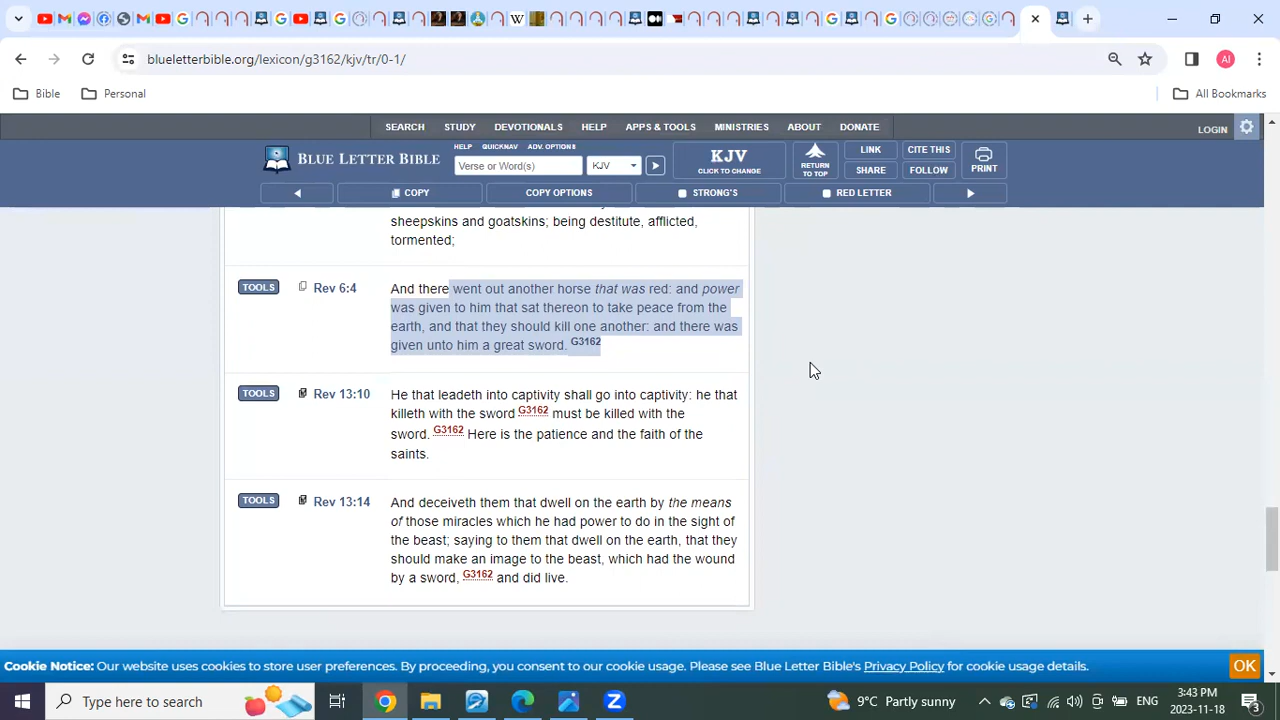 blueletterbible.org/lexicon/g3162/kjv/tr/0-1/
AI
Bible
Personal
All Bookmarks
SEARCH STUDY DEVOTIONALS HELP APPS & TOOLS MINISTRIES ABOUT DONATE
LOGIN
BLUE LETTER BIBLE
HELP QUICKNAV ADV. OPTIONS
Verse or Word(s)
KJV
KJV
CLICK TO CHANGE
RETURN
TO TOP
LINK
CITE THIS
SHARE
FOLLOW
PRINT
COPY
COPY OPTIONS
STRONG'S
RED LETTER
sheepskins and goatskins; being destitute, afflicted,
tormented;
TOOLS Rev 6:4 And there went out another horse that was red: and power
was given to him that sat thereon to take peace from the
earth, and that they should kill one another: and there was
given unto him a great sword. G3162
TOOLS Rev 13:10 He that leadeth into captivity shall go into captivity: he that
killeth with the sword G3162 must be killed with the
sword. G3162 Here is the patience and the faith of the
saints.
TOOLS Rev 13:14 And deceiveth them that dwell on the earth by the means
of those miracles which he had power to do in the sight of
the beast; saying to them that dwell on the earth, that they
should make an image to the beast, which had the wound
by a sword, G3162 and did live.
Cookie Notice: Our website uses cookies to store user preferences. By proceeding, you consent to our cookie usage. Please see Blue Letter Bible's Privacy Policy for cookie usage details.
OK
Type here to search
9°C Partly sunny
ENG
3:43 PM
2023-11-18
3